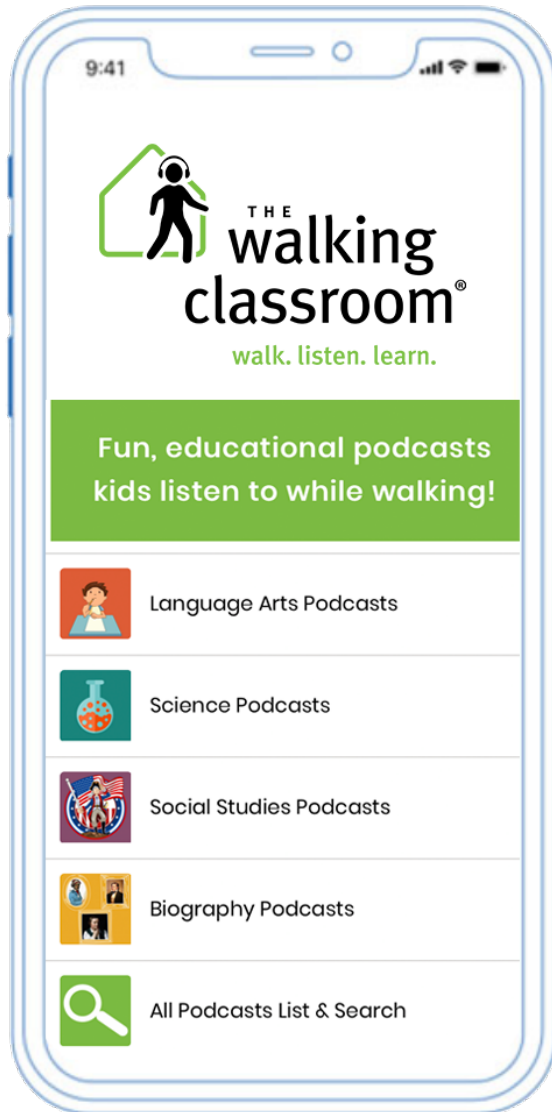 9:41
THE
walking
classroom®
walk. listen. learn.
Fun, educational podcasts
kids listen to while walking!
Language Arts Podcasts
Science Podcasts
Social Studies Podcasts
Biography Podcasts
All Podcasts List & Search